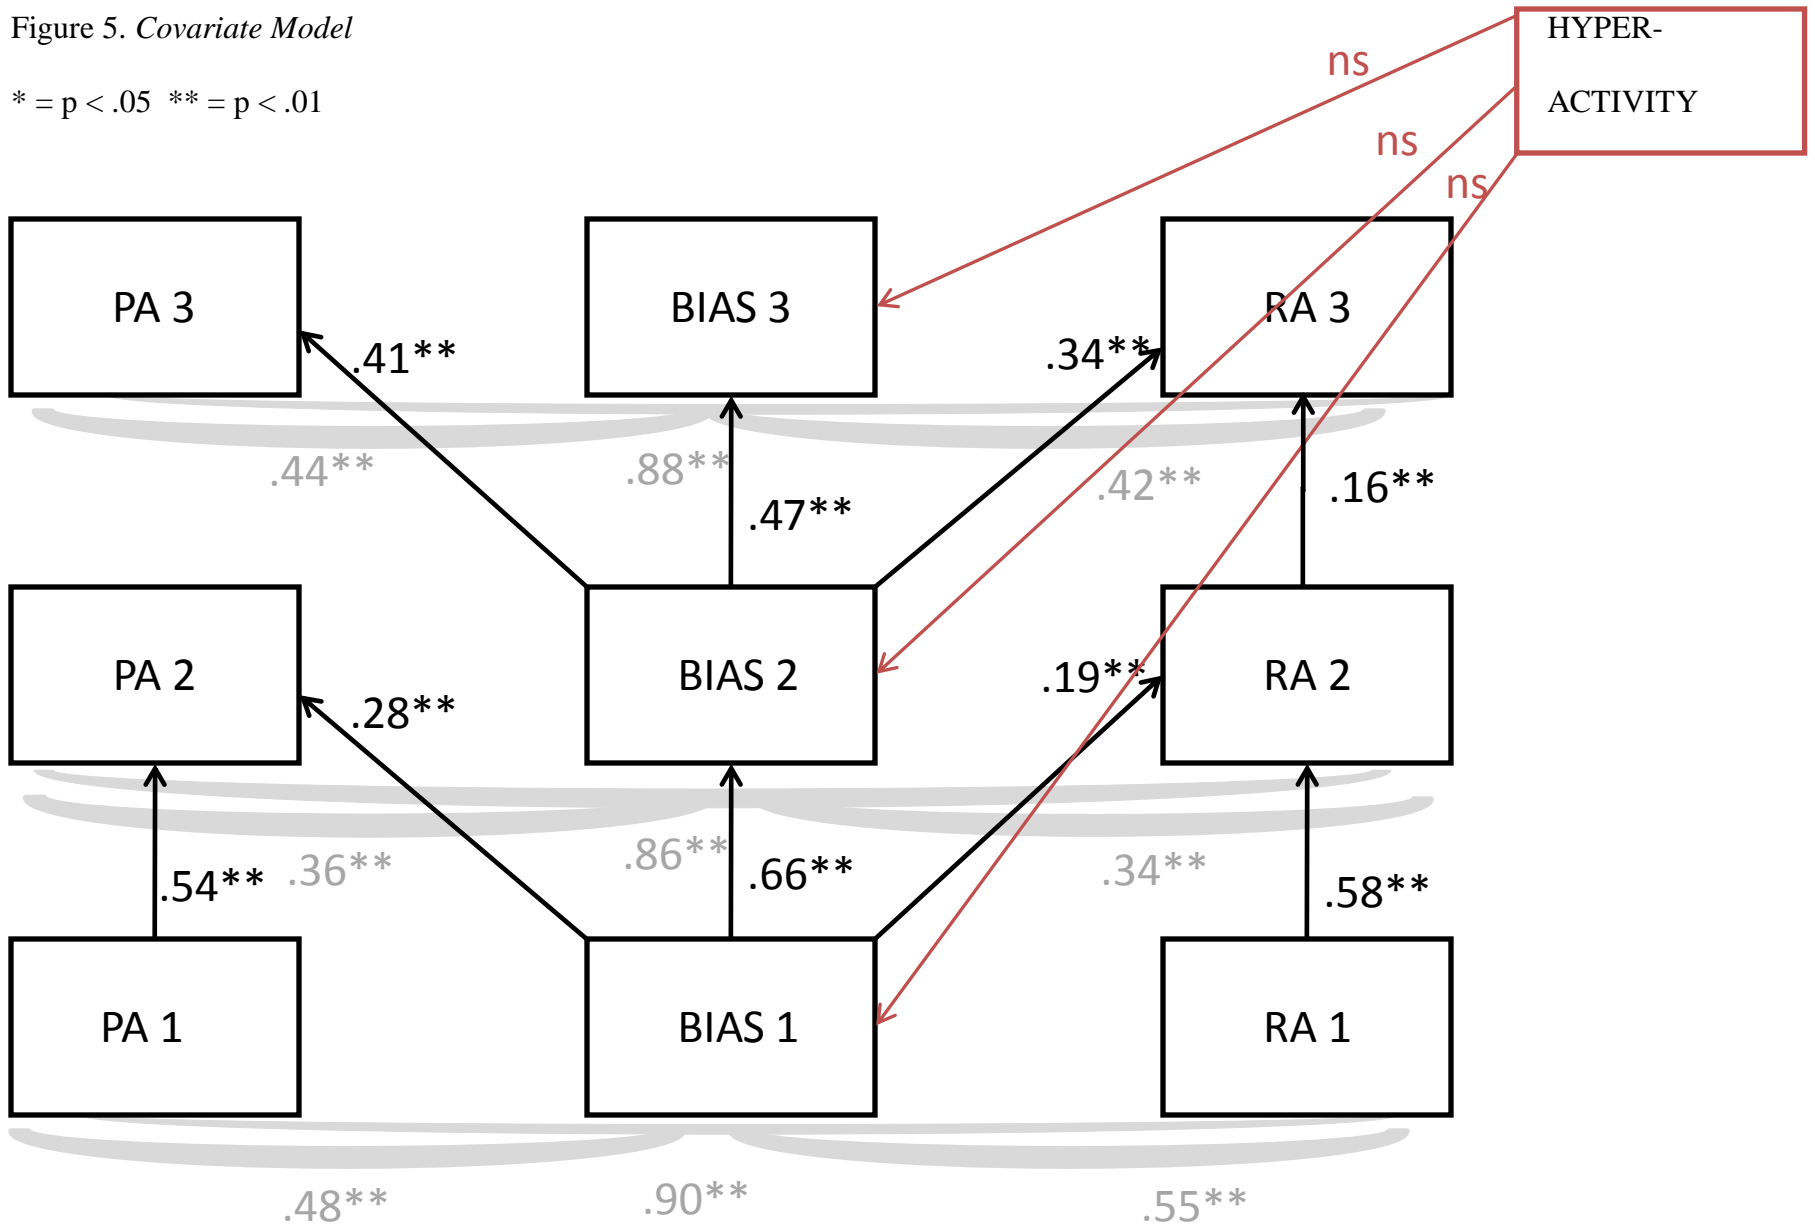 Figure 5. Covariate Model
* = p < .05 ** = p < .01
HYPER-
ACTIVITY
ns
ns
ns
PA 3
BIAS 3
RA 3
.41**
.34**
.44**
.88**
.42**
.16**
.47**
PA 2
BIAS 2
RA 2
.28**
.19**
.54**
.36**
.86**
.66**
.34**
.58**
PA 1
BIAS 1
RA 1
.48**
.90**
.55**